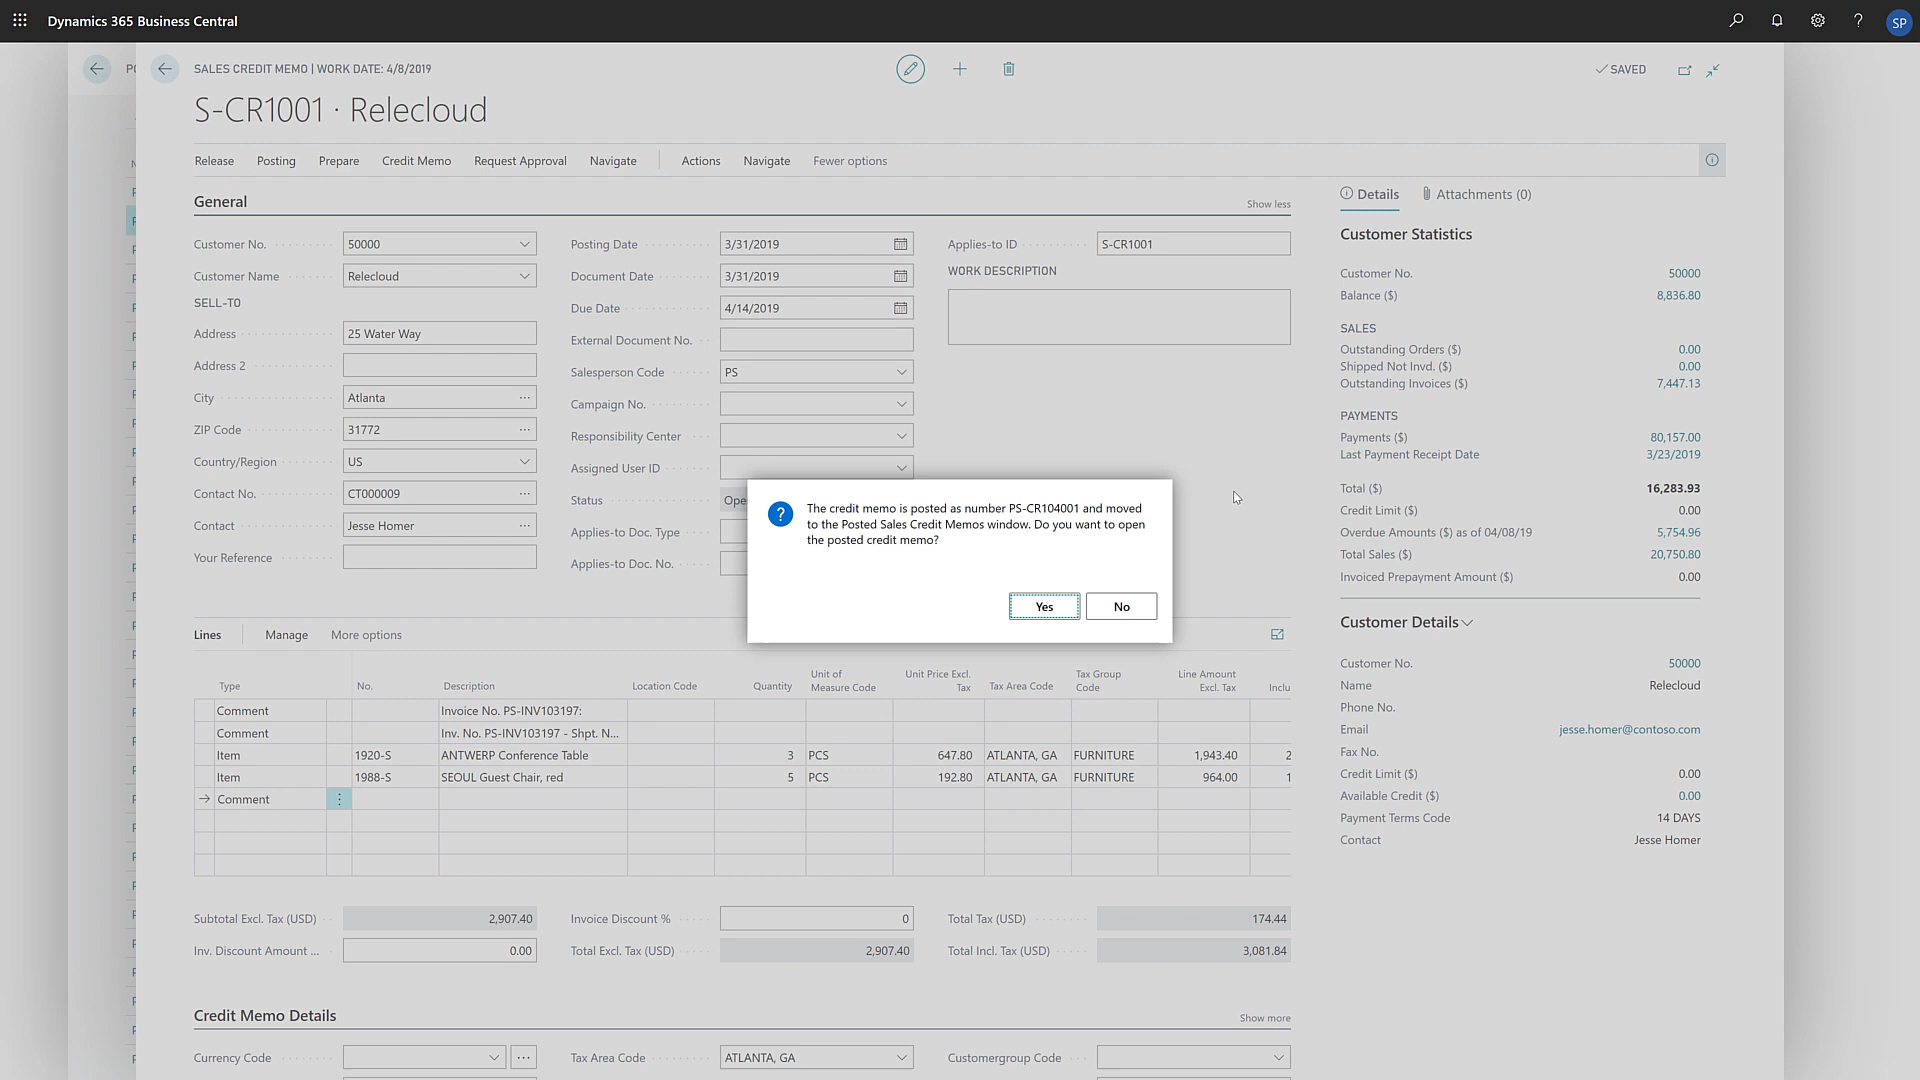 Dynamics 365 Business Central
SP
SALES CREDIT MEMO | WORK DATE: 4/8/2019
SAVED
S-CR1001 · Relecloud
Release Posting Prepare Credit Memo Request Approval Navigate Actions Navigate Fewer options
General
Show less
Customer No. 50000
Customer Name Relecloud
SELL-TO
Address 25 Water Way
Address 2
City Atlanta
ZIP Code 31772
Country/Region US
Contact No. CT000009
Contact Jesse Homer
Your Reference
Posting Date 3/31/2019
Document Date 3/31/2019
Due Date 4/14/2019
External Document No.
Salesperson Code PS
Campaign No.
Responsibility Center
Assigned User ID
Status Ope
Applies-to Doc. Type
Applies-to Doc. No.
Applies-to ID S-CR1001
WORK DESCRIPTION
The credit memo is posted as number PS-CR104001 and moved
to the Posted Sales Credit Memos window. Do you want to open
the posted credit memo?
Yes No
Lines Manage More options
Type No. Description Location Code Quantity Unit of Measure Code Unit Price Excl. Tax Tax Area Code Tax Group Code Line Amount Excl. Tax Inclu
Comment Invoice No. PS-INV103197:
Comment Inv. No. PS-INV103197 - Shpt. N...
Item 1920-S ANTWERP Conference Table 3 PCS 647.80 ATLANTA, GA FURNITURE 1,943.40 2
Item 1988-S SEOUL Guest Chair, red 5 PCS 192.80 ATLANTA, GA FURNITURE 964.00 1
Comment
Subtotal Excl. Tax (USD) 2,907.40 Invoice Discount % 0 Total Tax (USD) 174.44
Inv. Discount Amount ... 0.00 Total Excl. Tax (USD) 2,907.40 Total Incl. Tax (USD) 3,081.84
Credit Memo Details
Show more
Currency Code Tax Area Code ATLANTA, GA Customergroup Code
Details Attachments (0)
Customer Statistics
Customer No. 50000
Balance ($) 8,836.80
SALES
Outstanding Orders ($) 0.00
Shipped Not Invd. ($) 0.00
Outstanding Invoices ($) 7,447.13
PAYMENTS
Payments ($) 80,157.00
Last Payment Receipt Date 3/23/2019
Total ($) 16,283.93
Credit Limit ($) 0.00
Overdue Amounts ($) as of 04/08/19 5,754.96
Total Sales ($) 20,750.80
Invoiced Prepayment Amount ($) 0.00
Customer Details
Customer No. 50000
Name Relecloud
Phone No.
Email jesse.homer@contoso.com
Fax No.
Credit Limit ($) 0.00
Available Credit ($) 0.00
Payment Terms Code 14 DAYS
Contact Jesse Homer